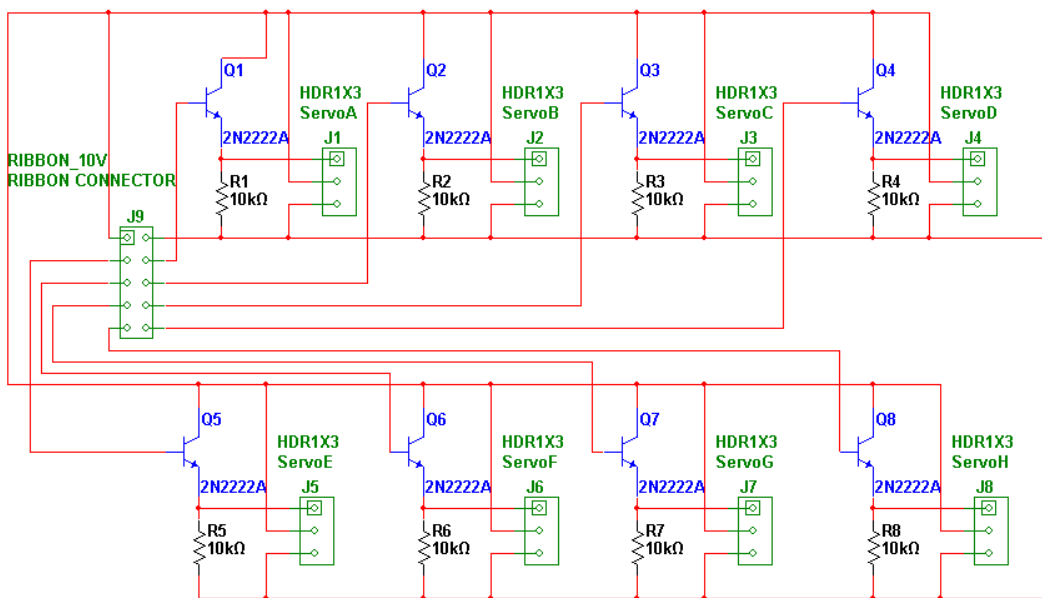 Q1
Q2
Q3
Q4
HDR1X3
ServoA
HDR1X3
ServoB
HDR1X3
ServoC
HDR1X3
ServoD
2N2222A
2N2222A
2N2222A
2N2222A
J1
J2
J3
J4
RIBBON_10V
RIBBON CONNECTOR
R1
10kΩ
R2
10kΩ
R3
10kΩ
R4
10kΩ
J9
Q5
Q6
Q7
Q8
HDR1X3
ServoE
HDR1X3
ServoF
HDR1X3
ServoG
HDR1X3
ServoH
2N2222A
2N2222A
2N2222A
2N2222A
J5
J6
J7
J8
R5
10kΩ
R6
10kΩ
R7
10kΩ
R8
10kΩ